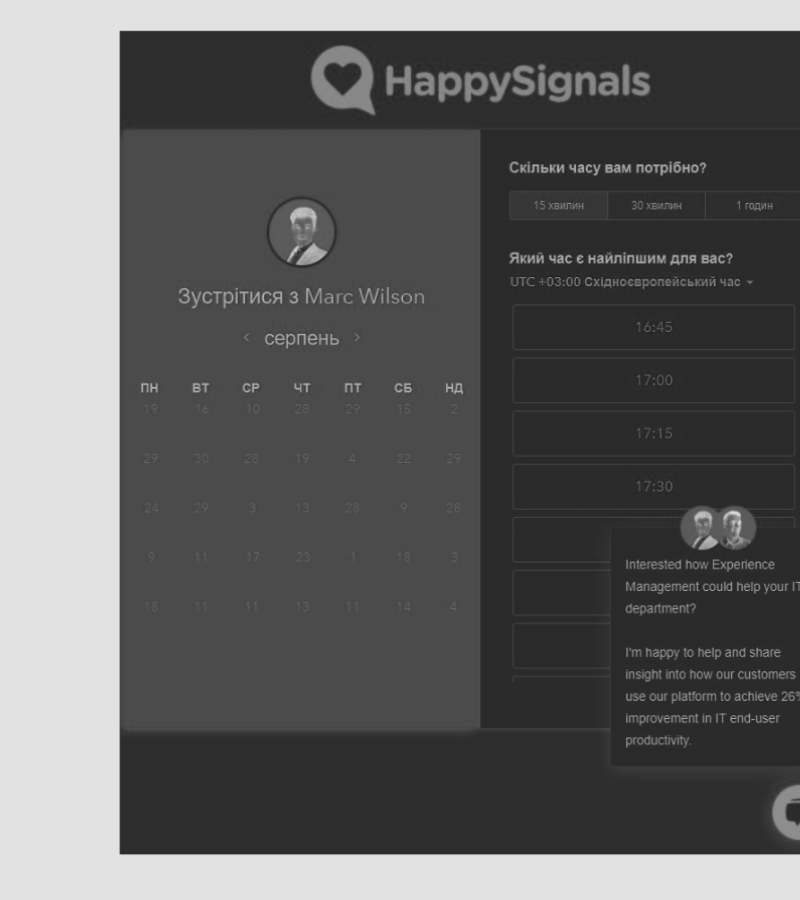 HappySignals
Зустрітися з Marc Wilson
серпень
ПН ВТ СР ЧТ ПТ СБ НД
19 16 10 28 29 15 2
29 30 28 19 4 22 29
24 29 3 13 28 9 28
9 11 17 23 1 18 3
18 11 11 13 11 14 4
Скільки часу вам потрібно?
15 хвилин 30 хвилин 1 годин
Який час є найліпшим для вас?
UTC +03:00 Східноєвропейський час
16:45
17:00
17:15
17:30
Interested how Experience
Management could help your IT
department?
I'm happy to help and share
insight into how our customers
use our platform to achieve 26%
improvement in IT end-user
productivity.